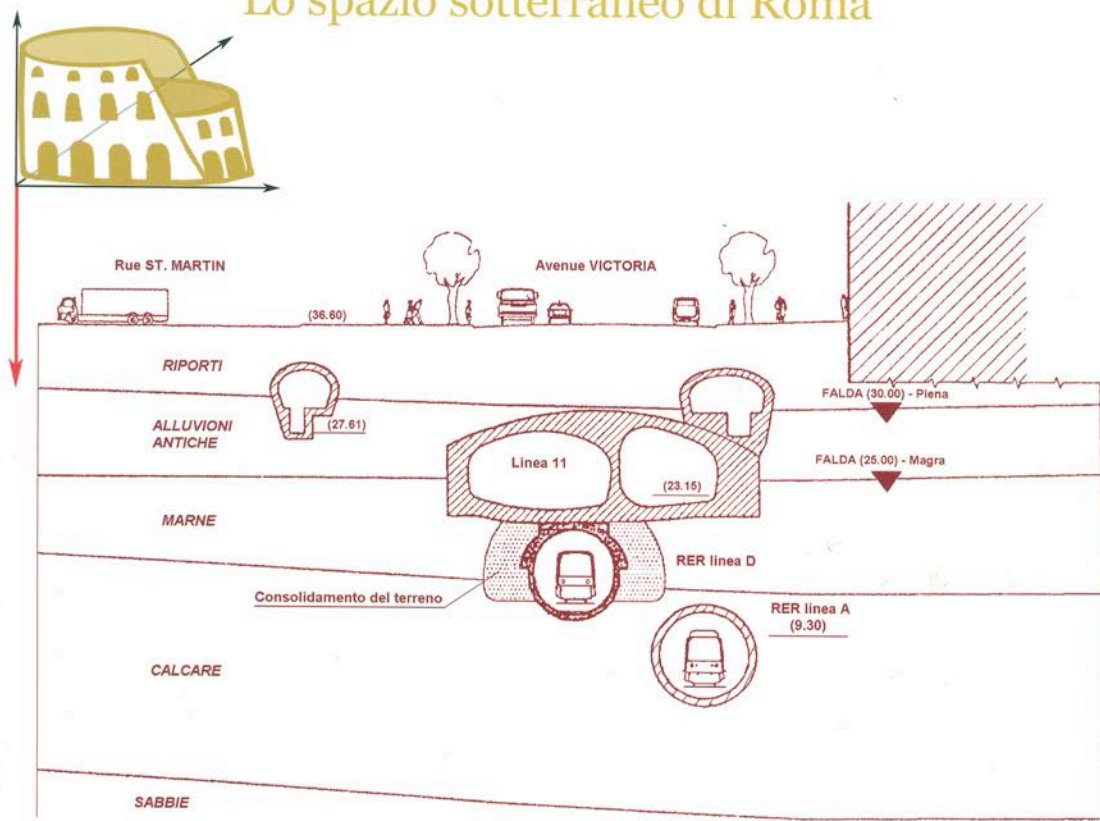 Lo spazio sotterraneo di Roma
Rue ST. MARTIN
Avenue VICTORIA
(36.60)
RIPORTI
FALDA (30.00) - Piena
ALLUVIONI
ANTICHE
(27.61)
Linea 11
FALDA (25.00) - Magra
(23.15)
MARNE
RER linea D
Consolidamento del terreno
RER linea A
(9.30)
CALCARE
SABBIE